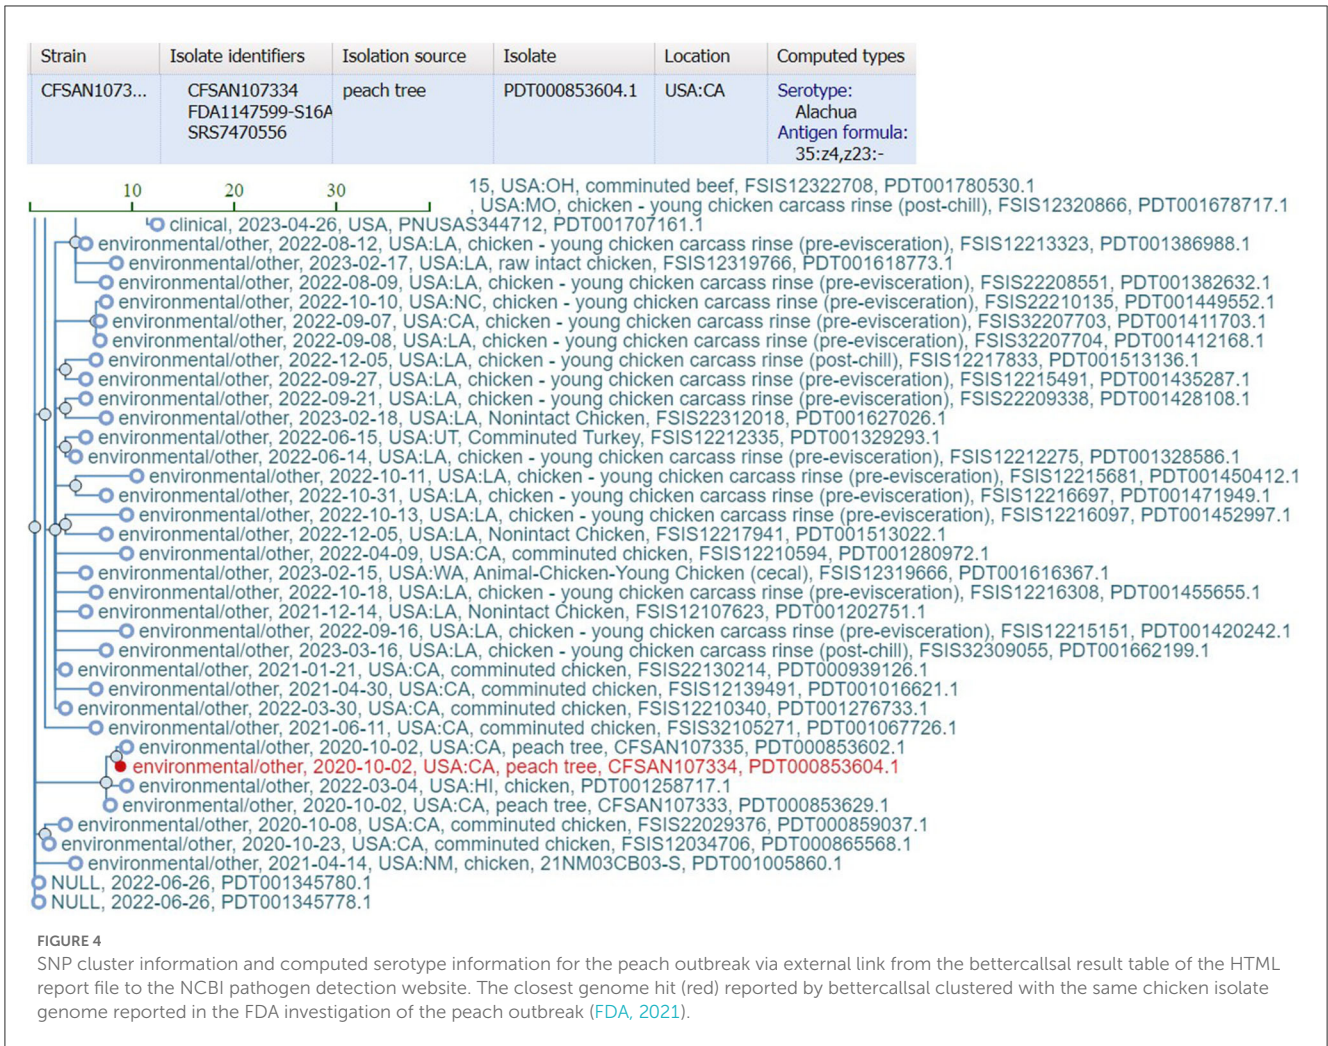 Strain Isolate identifiers Isolation source Isolate Location Computed types
CFSAN1073... CFSAN107334 peach tree PDT000853604.1 USA:CA Serotype:
FDA1147599-S16A Alachua
SRS7470556 Antigen formula:
35:z4,z23:-
10 20 30
15, USA:OH, comminuted beef, FSIS12322708, PDT001780530.1
, USA:MO, chicken - young chicken carcass rinse (post-chill), FSIS12320866, PDT001678717.1
clinical, 2023-04-26, USA, PNUSAS344712, PDT001707161.1
environmental/other, 2022-08-12, USA:LA, chicken - young chicken carcass rinse (pre-evisceration), FSIS12213323, PDT001386988.1
environmental/other, 2023-02-17, USA:LA, raw intact chicken, FSIS12319766, PDT001618773.1
environmental/other, 2022-08-09, USA:LA, chicken - young chicken carcass rinse (pre-evisceration), FSIS22208551, PDT001382632.1
environmental/other, 2022-10-10, USA:NC, chicken - young chicken carcass rinse (pre-evisceration), FSIS22210135, PDT001449552.1
environmental/other, 2022-09-07, USA:CA, chicken - young chicken carcass rinse (pre-evisceration), FSIS32207703, PDT001411703.1
environmental/other, 2022-09-08, USA:LA, chicken - young chicken carcass rinse (pre-evisceration), FSIS32207704, PDT001412168.1
environmental/other, 2022-12-05, USA:LA, chicken - young chicken carcass rinse (post-chill), FSIS12217833, PDT001513136.1
environmental/other, 2022-09-27, USA:LA, chicken - young chicken carcass rinse (pre-evisceration), FSIS12215491, PDT001435287.1
environmental/other, 2022-09-21, USA:LA, chicken - young chicken carcass rinse (pre-evisceration), FSIS22209338, PDT001428108.1
environmental/other, 2023-02-18, USA:LA, Nonintact Chicken, FSIS22312018, PDT001627026.1
environmental/other, 2022-06-15, USA:UT, Comminuted Turkey, FSIS12212335, PDT001329293.1
environmental/other, 2022-06-14, USA:LA, chicken - young chicken carcass rinse (pre-evisceration), FSIS12212275, PDT001328586.1
environmental/other, 2022-10-11, USA:LA, chicken - young chicken carcass rinse (pre-evisceration), FSIS12215681, PDT001450412.1
environmental/other, 2022-10-31, USA:LA, chicken - young chicken carcass rinse (pre-evisceration), FSIS12216697, PDT001471949.1
environmental/other, 2022-10-13, USA:LA, chicken - young chicken carcass rinse (pre-evisceration), FSIS12216097, PDT001452997.1
environmental/other, 2022-12-05, USA:LA, Nonintact Chicken, FSIS12217941, PDT001513022.1
environmental/other, 2022-04-09, USA:CA, comminuted chicken, FSIS12210594, PDT001280972.1
environmental/other, 2023-02-15, USA:WA, Animal-Chicken-Young Chicken (cecal), FSIS12319666, PDT001616367.1
environmental/other, 2022-10-18, USA:LA, chicken - young chicken carcass rinse (pre-evisceration), FSIS12216308, PDT001455655.1
environmental/other, 2021-12-14, USA:LA, Nonintact Chicken, FSIS12107623, PDT001202751.1
environmental/other, 2022-09-16, USA:LA, chicken - young chicken carcass rinse (pre-evisceration), FSIS12215151, PDT001420242.1
environmental/other, 2023-03-16, USA:LA, chicken - young chicken carcass rinse (post-chill), FSIS32309055, PDT001662199.1
environmental/other, 2021-01-21, USA:CA, comminuted chicken, FSIS22130214, PDT000939126.1
environmental/other, 2021-04-30, USA:CA, comminuted chicken, FSIS12139491, PDT001016621.1
environmental/other, 2022-03-30, USA:CA, comminuted chicken, FSIS12210340, PDT001276733.1
environmental/other, 2021-06-11, USA:CA, comminuted chicken, FSIS32105271, PDT001067726.1
environmental/other, 2020-10-02, USA:CA, peach tree, CFSAN107335, PDT000853602.1
environmental/other, 2020-10-02, USA:CA, peach tree, CFSAN107334, PDT000853604.1
environmental/other, 2022-03-04, USA:HI, chicken, PDT001258717.1
environmental/other, 2020-10-02, USA:CA, peach tree, CFSAN107333, PDT000853629.1
environmental/other, 2020-10-08, USA:CA, comminuted chicken, FSIS22029376, PDT000859037.1
environmental/other, 2020-10-23, USA:CA, comminuted chicken, FSIS12034706, PDT000865568.1
environmental/other, 2021-04-14, USA:NM, chicken, 21NM03CB03-S, PDT001005860.1
NULL, 2022-06-26, PDT001345780.1
NULL, 2022-06-26, PDT001345778.1
FIGURE 4
SNP cluster information and computed serotype information for the peach outbreak via external link from the bettercallsal result table of the HTML
report file to the NCBI pathogen detection website. The closest genome hit (red) reported by bettercallsal clustered with the same chicken isolate
genome reported in the FDA investigation of the peach outbreak (FDA, 2021).